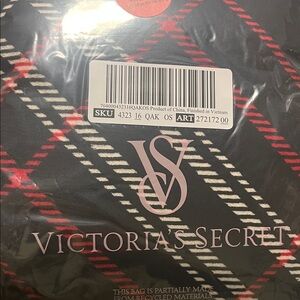 7640004323116QAKOS Product of China, Finished in Vietnam
SKU 4323 16 QAK OS ART 272172 00
VS
VICTORIA'S SECRET
THIS BAG IS PARTIALLY MADE
FROM RECYCLED MATERIALS